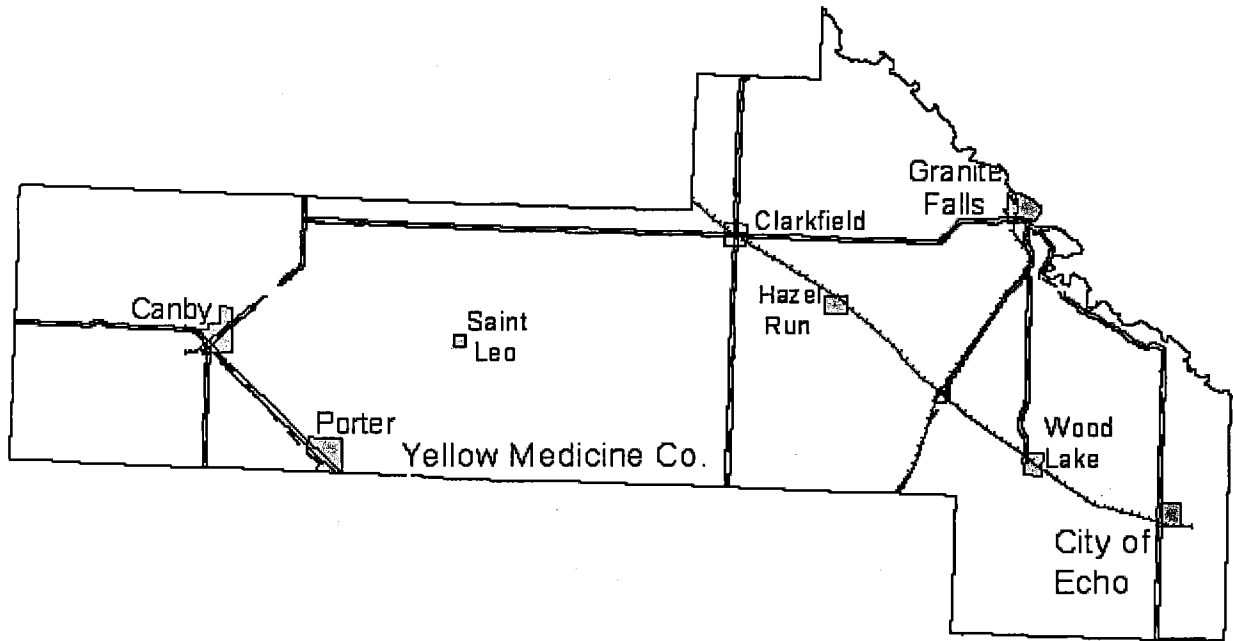 Granite
Falls
Clarkfield
Hazel
Run
Canby
Saint
Leo
Porter
Yellow Medicine Co.
Wood
Lake
City of
Echo